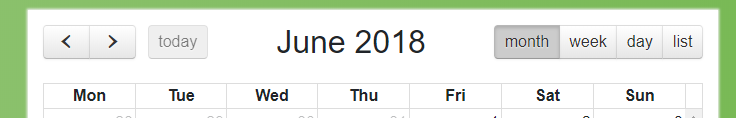 today June 2018 month week day list
Mon Tue Wed Thu Fri Sat Sun